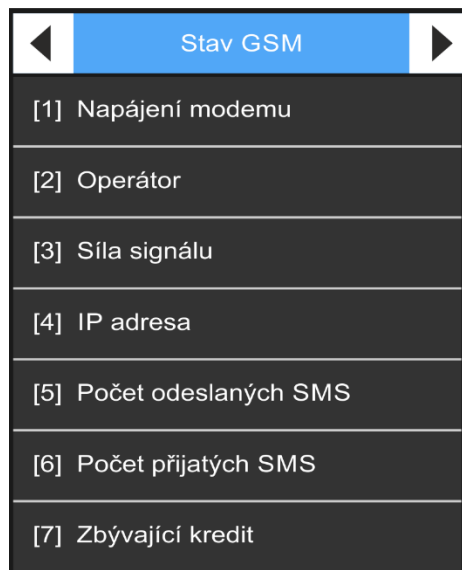 Stav GSM
[1] Napájení modemu
[2] Operátor
[3] Síla signálu
[4] IP adresa
[5] Počet odeslaných SMS
[6] Počet přijatých SMS
[7] Zbývající kredit